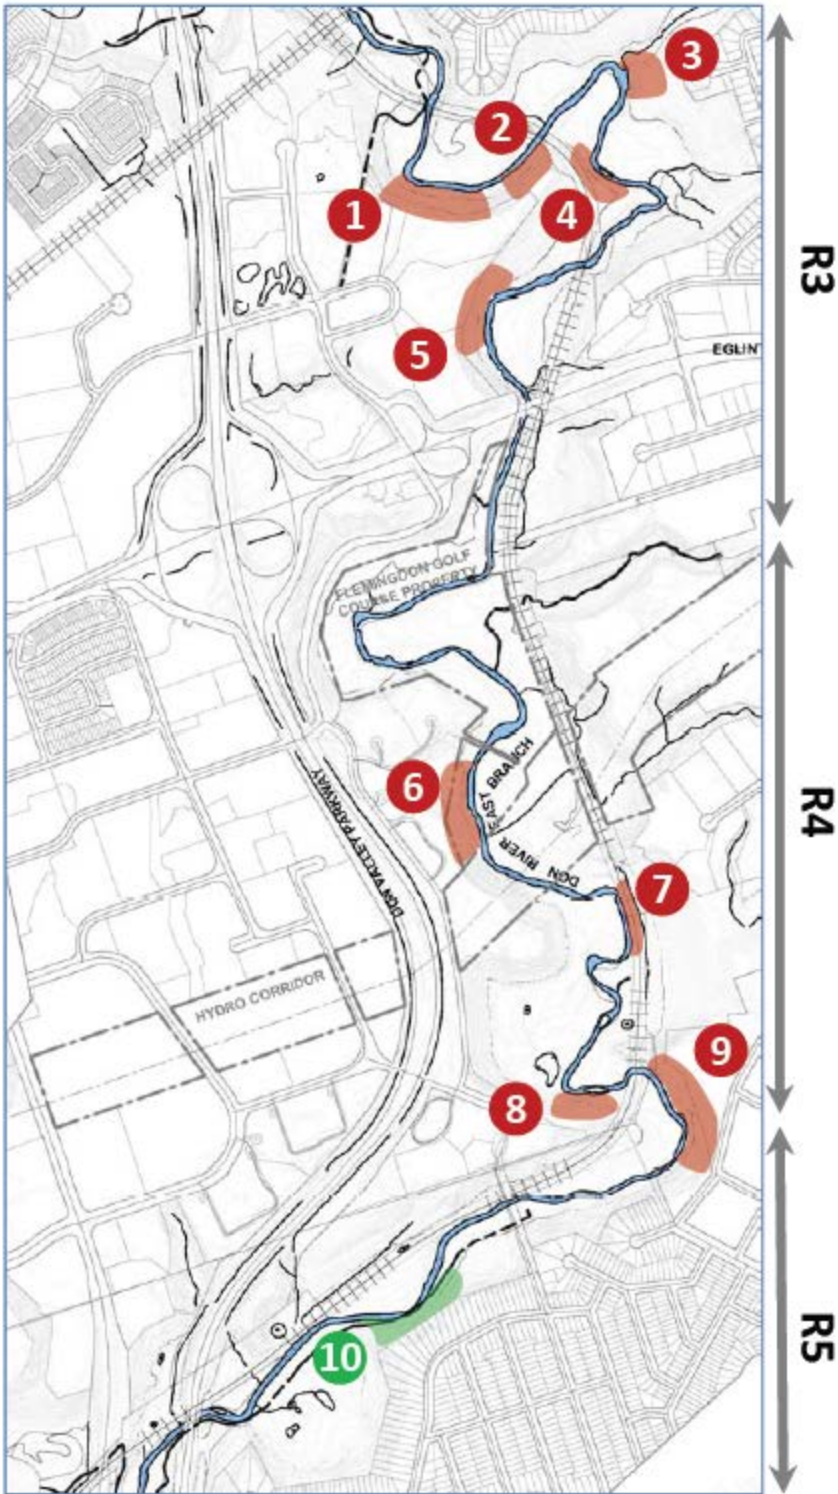 3
2
1
4
R3
5
EGLIN
FLEMINGDON GOLF
COURSE PROPERTY
6
EAST BRANCH
DON RIVER
R4
DON VALLEY PARKWAY
7
HYDRO CORRIDOR
9
8
R5
10